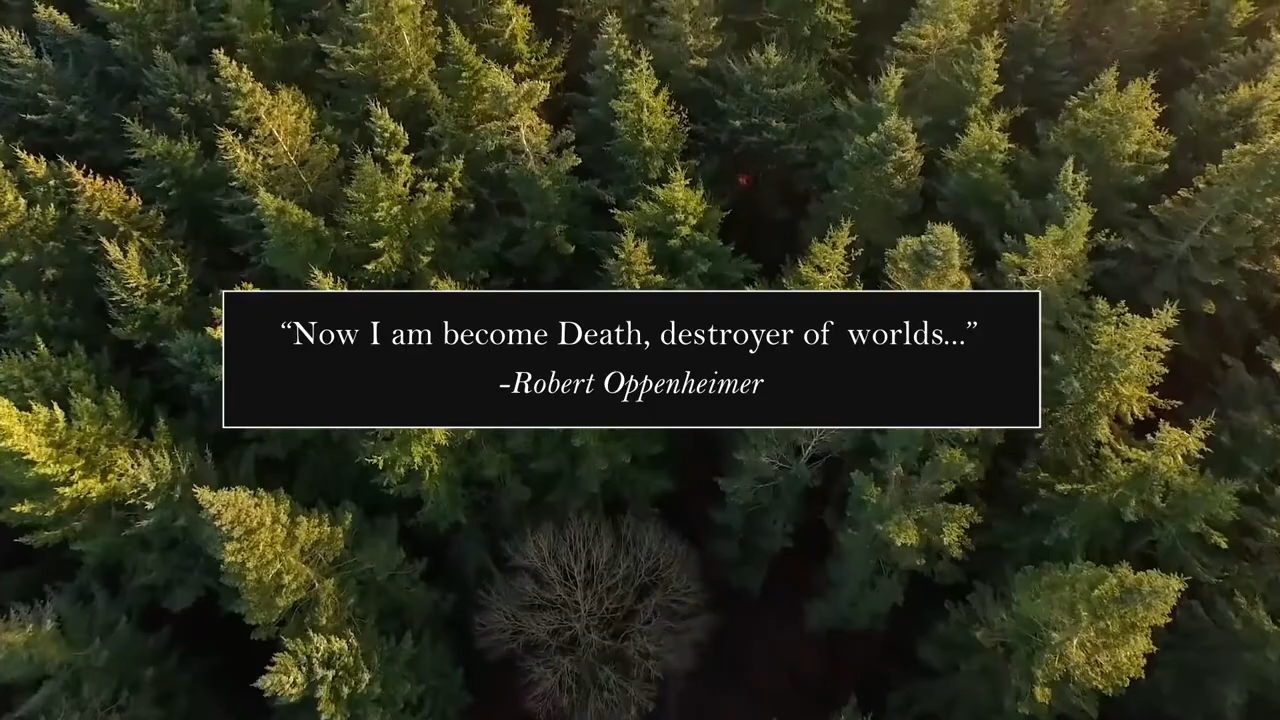 “Now I am become Death, destroyer of worlds...”
-Robert Oppenheimer